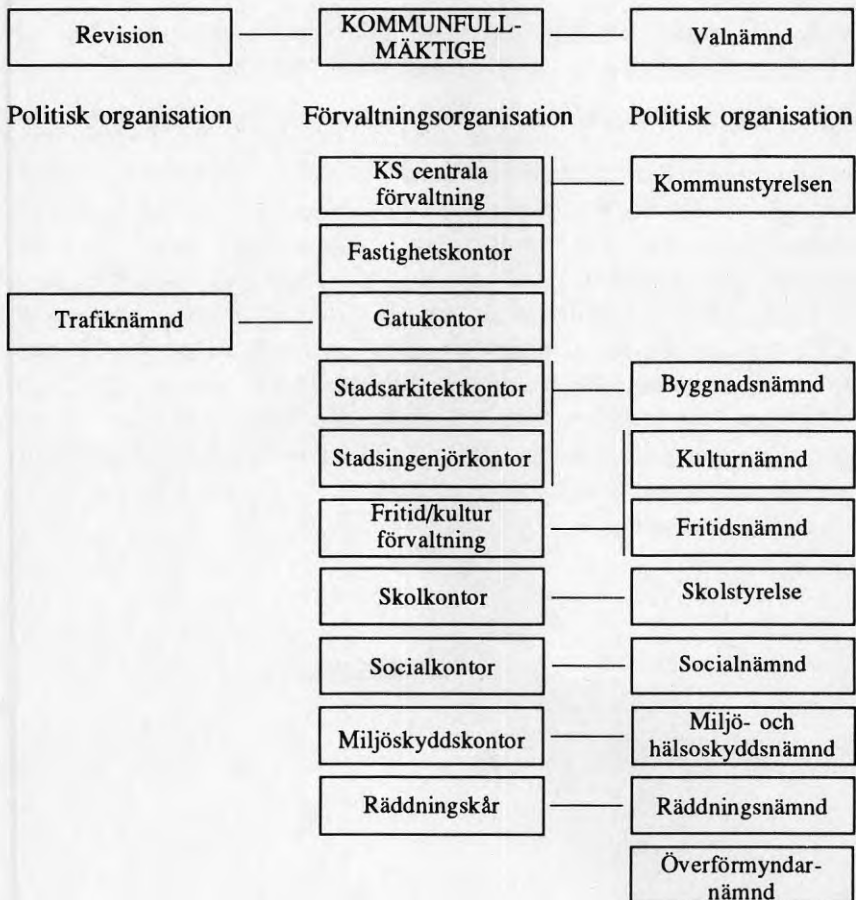 Revision
KOMMUNFULL-
MÄKTIGE
Valnämnd
Politisk organisation
Förvaltningsorganisation
Politisk organisation
KS centrala
förvaltning
Kommunstyrelsen
Fastighetskontor
Trafiknämnd
Gatukontor
Stadsarkitektkontor
Byggnadsnämnd
Stadsingenjörkontor
Kulturnämnd
Fritid/kultur
förvaltning
Fritidsnämnd
Skolkontor
Skolstyrelse
Socialkontor
Socialnämnd
Miljöskyddskontor
Miljö- och
hälsoskyddsnämnd
Räddningskår
Räddningsnämnd
Överförmyndar-
nämnd